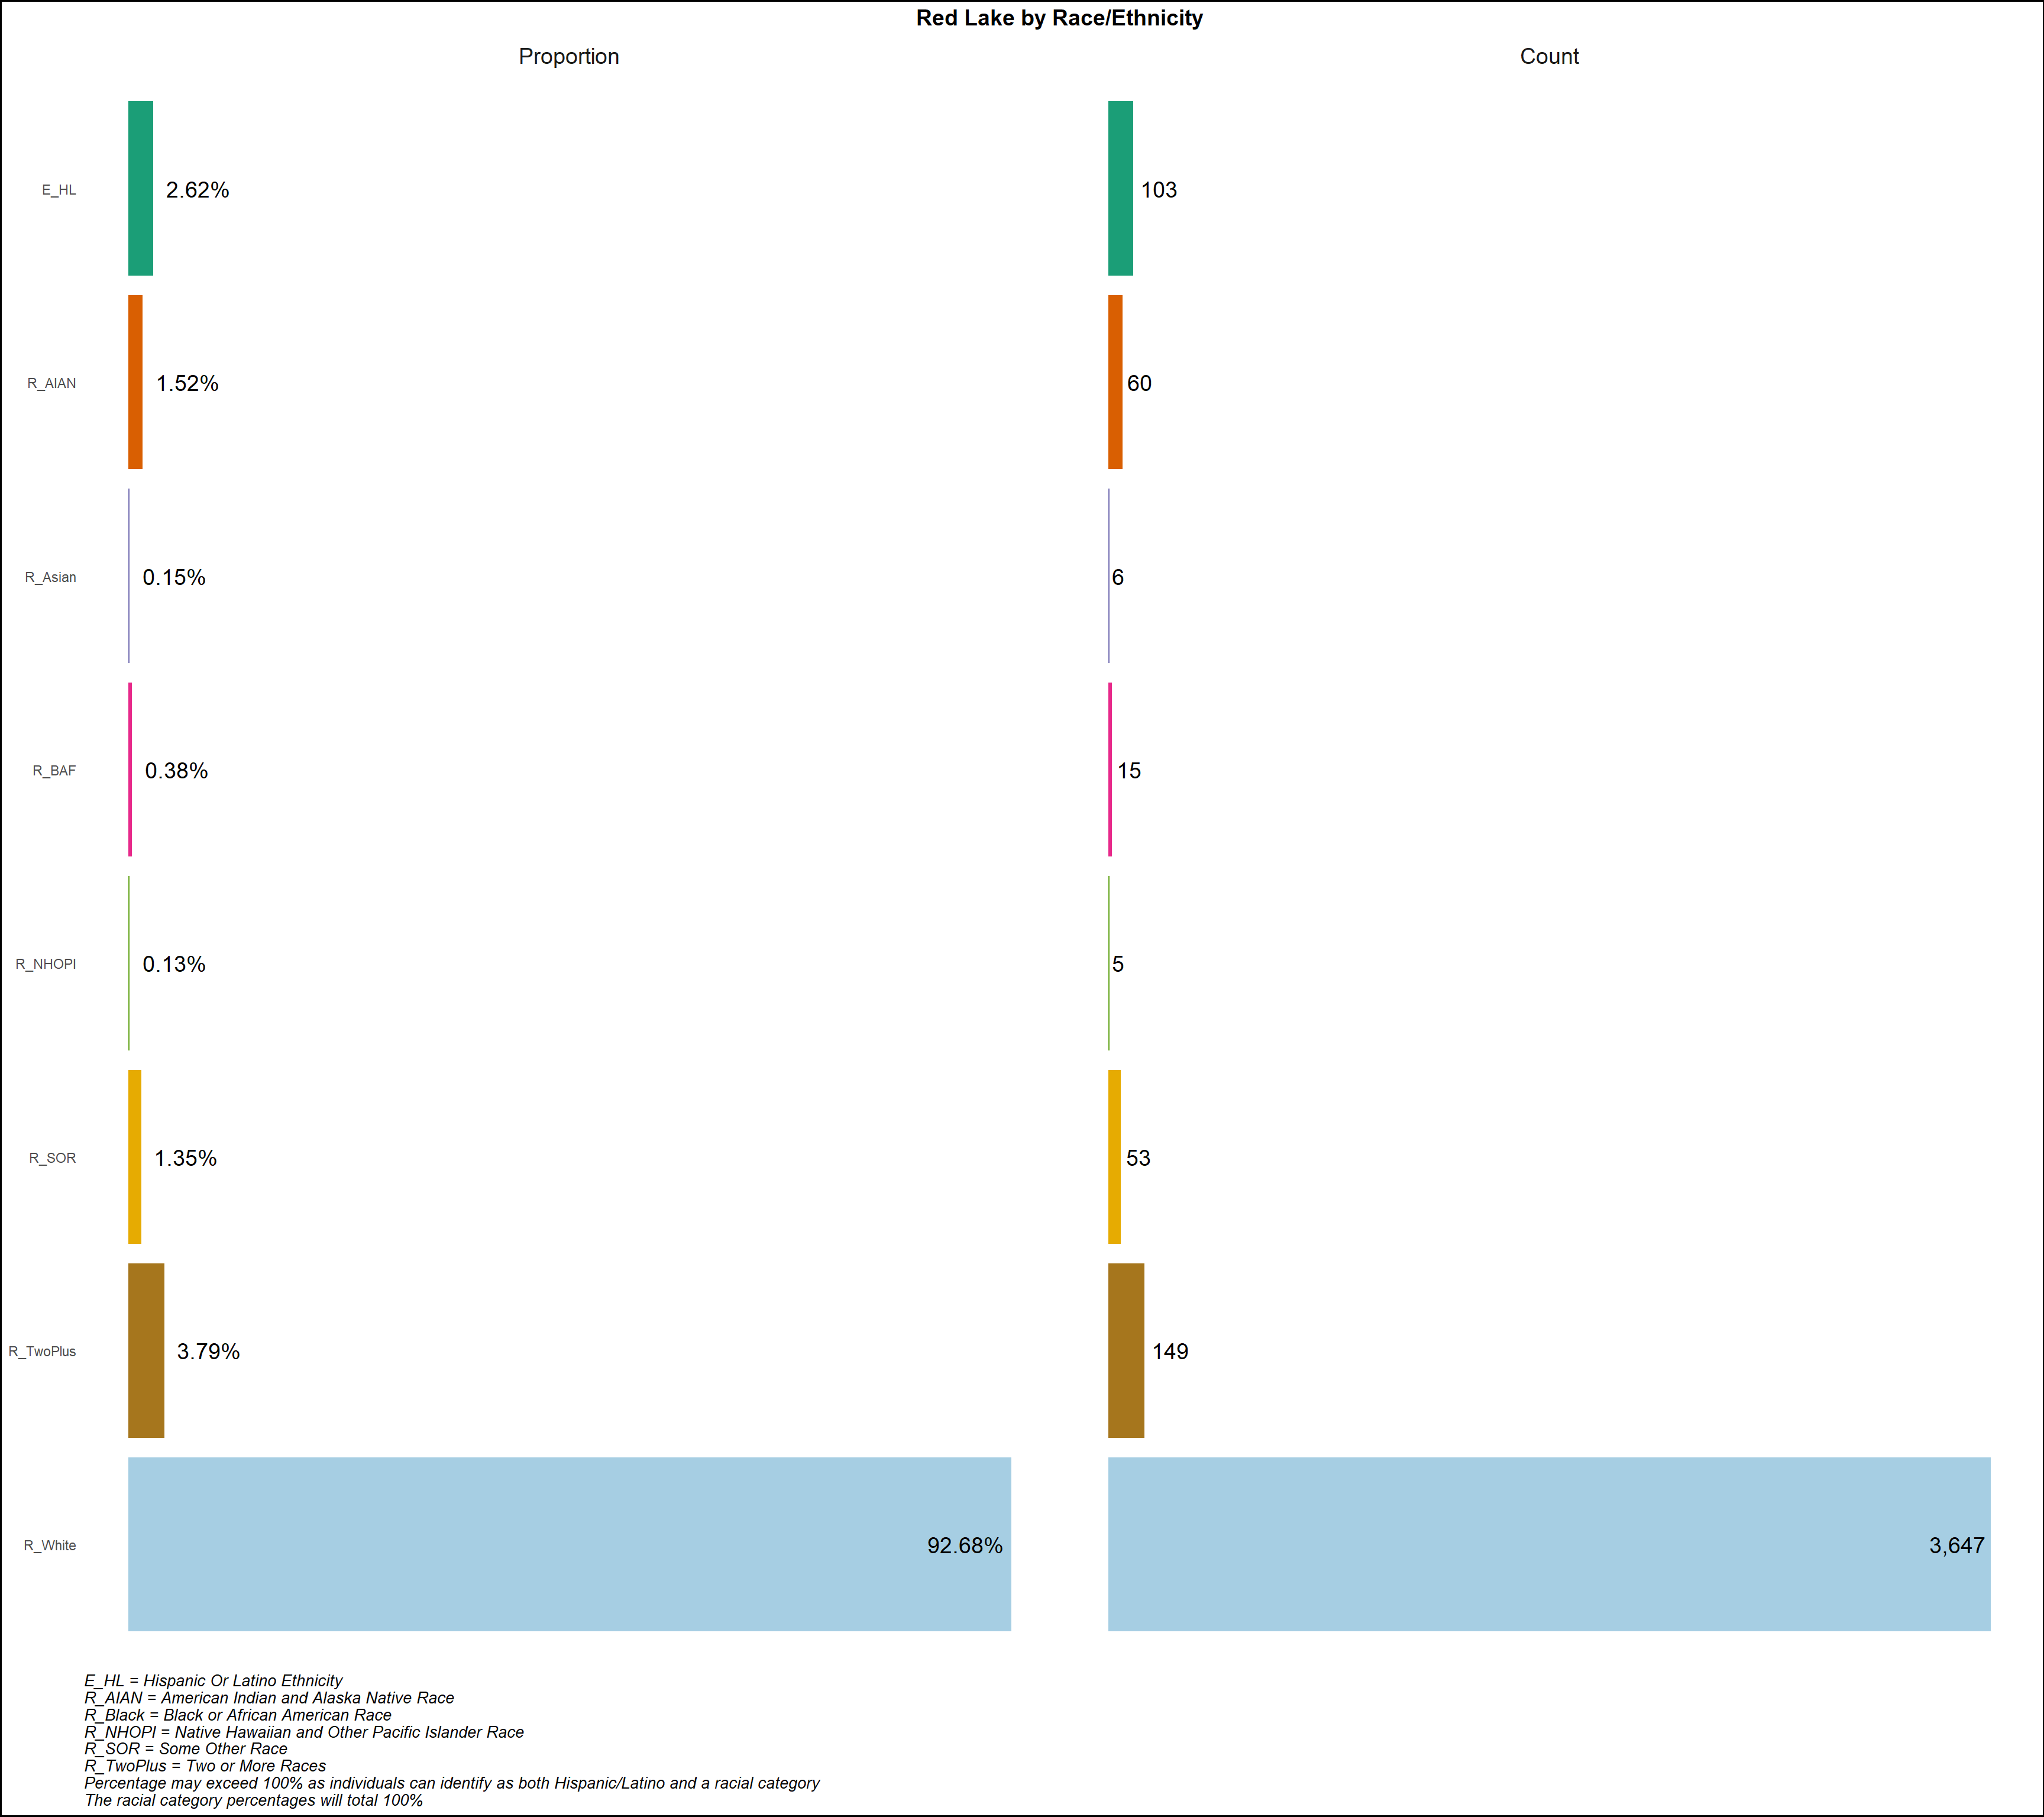 Red Lake by Race/Ethnicity
Proportion
Count
E_HL
2.62%
103
R_AIAN
1.52%
60
R_Asian
0.15%
6
R_BAF
0.38%
15
R_NHOPI
0.13%
5
R_SOR
1.35%
53
R_TwoPlus
3.79%
149
R_White
92.68%
3,647
E_HL = Hispanic Or Latino Ethnicity
R_AIAN = American Indian and Alaska Native Race
R_Black = Black or African American Race
R_NHOPI = Native Hawaiian and Other Pacific Islander Race
R_SOR = Some Other Race
R_TwoPlus = Two or More Races
Percentage may exceed 100% as individuals can identify as both Hispanic/Latino and a racial category
The racial category percentages will total 100%